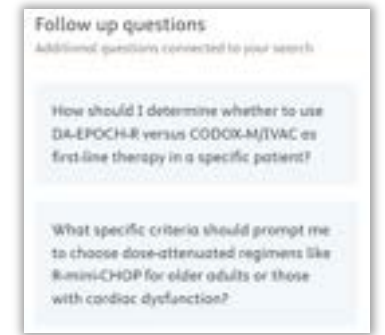 Follow up questions
Additional questions connected to your search
How should I determine whether to use
DA-EPOCH-R versus CODOX-M/IVAC as
first-line therapy in a specific patient?
What specific criteria should prompt me
to choose dose-attenuated regimens like
R-mini-CHOP for older adults or those
with cardiac dysfunction?